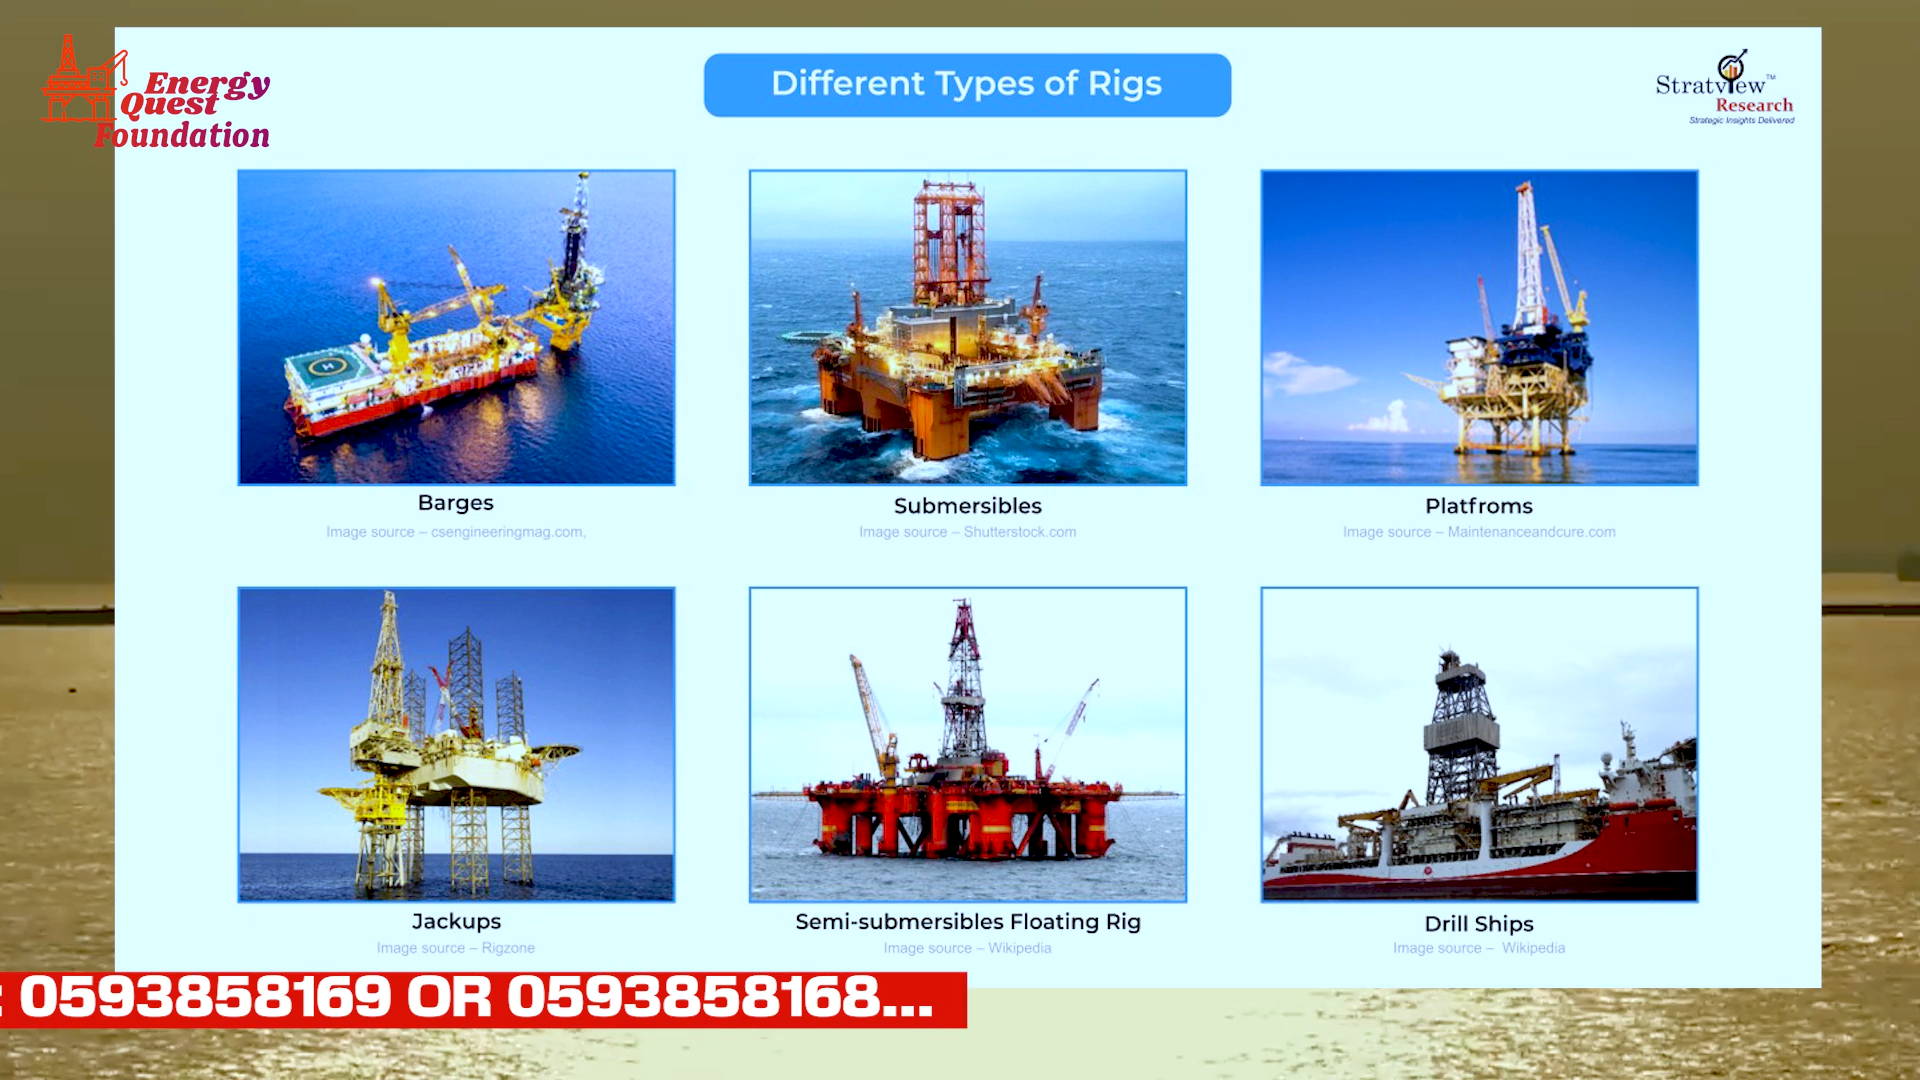 Energy
Quest
Foundation
Different Types of Rigs
Stratview™
Research
Strategic Insights Delivered
Barges
Image source – csengineeringmag.com,
Submersibles
Image source – Shutterstock.com
Platfroms
Image source – Maintenanceandcure.com
Jackups
Image source – Rigzone
Semi-submersibles Floating Rig
Image source – Wikipedia
Drill Ships
Image source – Wikipedia
: 0593858169 OR 0593858168...